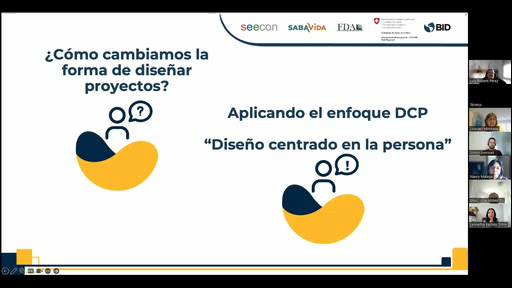 seecon
SABAVIDA
FDAL
BID
¿Cómo cambiamos la
forma de diseñar
proyectos?
?
Aplicando el enfoque DCP
“Diseño centrado en la persona”
!